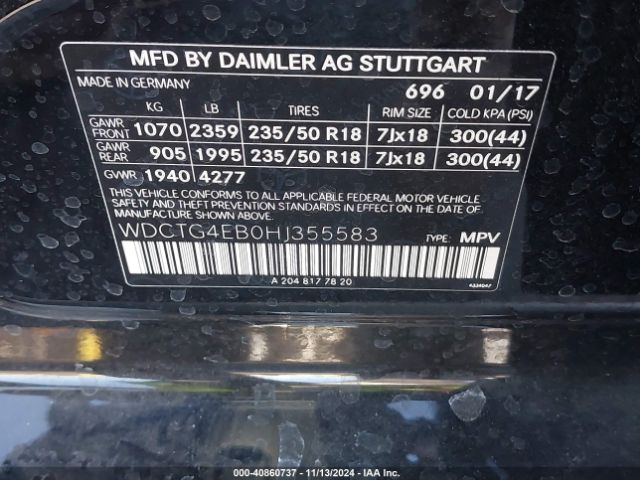 MFD BY DAIMLER AG STUTTGART
MADE IN GERMANY 696 01/17
KG LB TIRES RIM SIZE COLD KPA (PSI)
GAWR FRONT 1070 2359 235/50 R18 7Jx18 300(44)
GAWR REAR 905 1995 235/50 R18 7Jx18 300(44)
GVWR 1940 4277
THIS VEHICLE CONFORMS TO ALL APPLICABLE FEDERAL MOTOR VEHICLE
SAFETY, BUMPER, AND THEFT PREVENTION STANDARDS IN
EFFECT ON THE DATE OF MANUFACTURE SHOWN ABOVE.
WDCTG4EB0HJ355583 TYPE: MPV
A 204 817 78 20
000-40860737 - 11/13/2024 - IAA Inc.